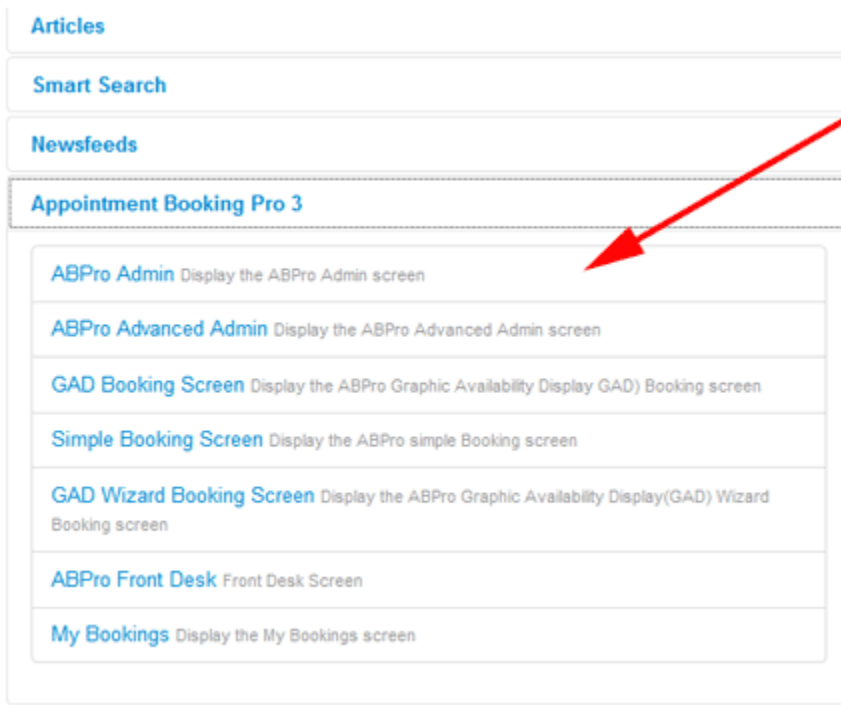 Articles
Smart Search
Newsfeeds
Appointment Booking Pro 3
ABPro Admin Display the ABPro Admin screen
ABPro Advanced Admin Display the ABPro Advanced Admin screen
GAD Booking Screen Display the ABPro Graphic Availability Display GAD) Booking screen
Simple Booking Screen Display the ABPro simple Booking screen
GAD Wizard Booking Screen Display the ABPro Graphic Availability Display(GAD) Wizard
Booking screen
ABPro Front Desk Front Desk Screen
My Bookings Display the My Bookings screen